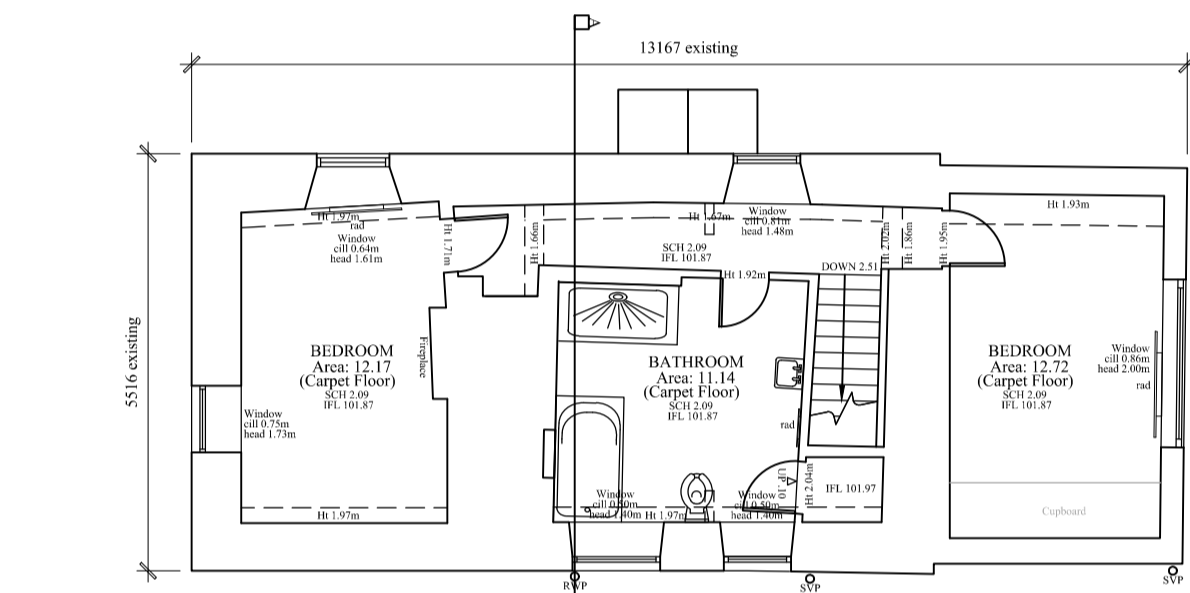 13167 existing
5516 existing
Ht 1.97m
rad
Window
cill 0.64m
head 1.61m
Ht 1.71m
Ht 1.66m
Ht 1.67m
Window
cill 0.81m
head 1.48m
SCH 2.09
IFL 101.87
Ht 1.92m
DOWN 2.51
Ht 2.02m
Ht 1.86m
Ht 1.95m
Ht 1.93m
BEDROOM
Area: 12.17
(Carpet Floor)
SCH 2.09
IFL 101.87
Fireplace
Window
cill 0.75m
head 1.73m
Ht 1.97m
BATHROOM
Area: 11.14
(Carpet Floor)
SCH 2.09
IFL 101.87
rad
Window
cill 0.50m
head 1.40m
Ht 1.97m
Window
cill 0.50m
head 1.40m
UP .10
Ht 2.04m
IFL 101.97
BEDROOM
Area: 12.72
(Carpet Floor)
SCH 2.09
IFL 101.87
Window
cill 0.86m
head 2.00m
rad
Cupboard
RWP
SVP
SVP